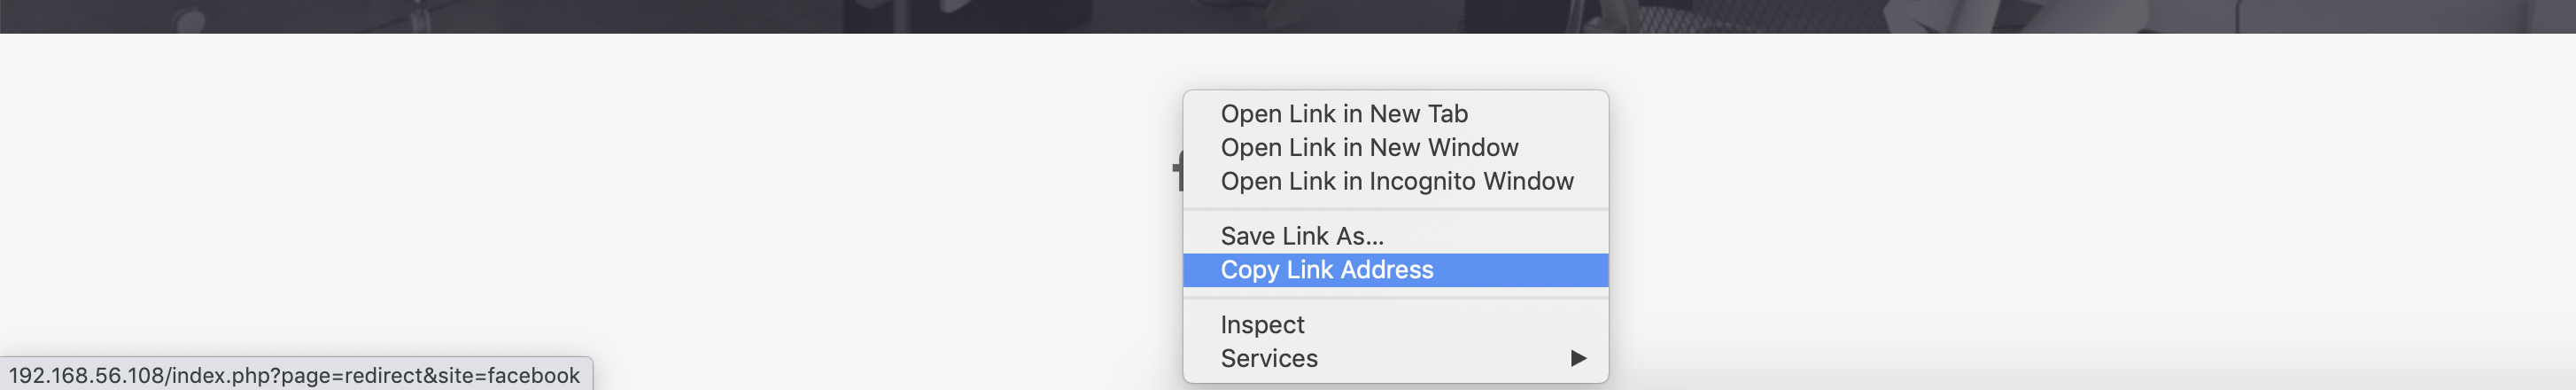 Open Link in New Tab
Open Link in New Window
f
Open Link in Incognito Window
Save Link As...
Copy Link Address
Inspect
Services
192.168.56.108/index.php?page=redirect&site=facebook